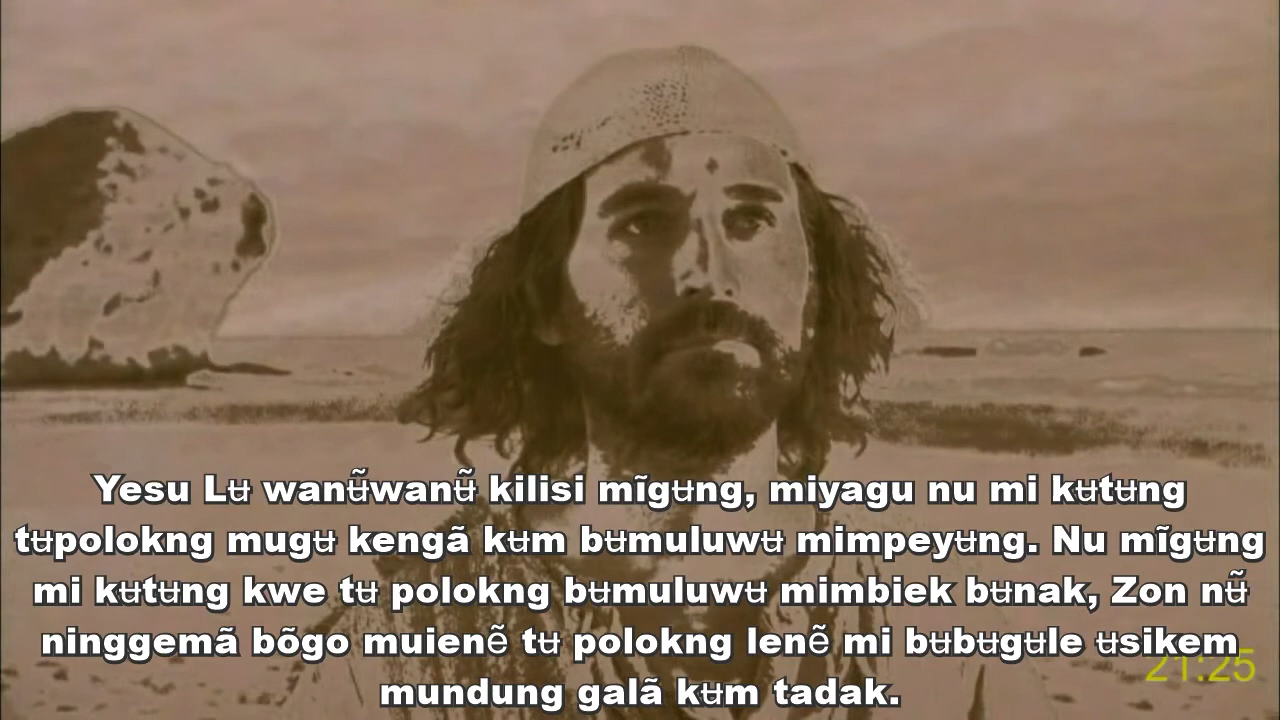 Yesu Lʉ wanʉ̃wanʉ̃ kilisi mĩgʉng, miyagu nu mi kʉtʉng
tʉpolokng mugʉ kengã kʉm bʉmuluwʉ mimpeyʉng. Nu mĩgʉng
mi kʉtʉng kwe tʉ polokng bʉmuluwʉ mimbiek bʉnak, Zon nʉ̃
ninggemã bõgo muienẽ tʉ polokng lenẽ mi bʉbʉgʉle ʉsikem
mundung galã kʉm tadak.
21:25